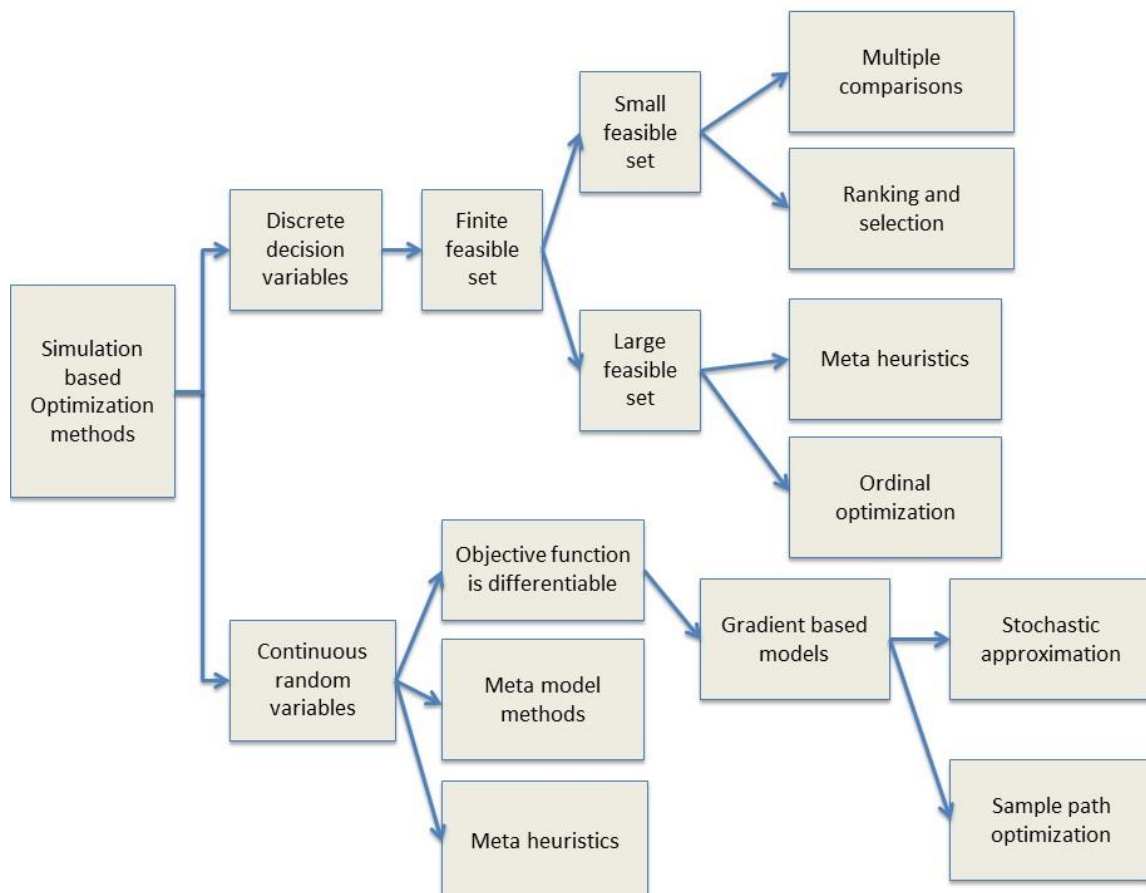 Simulation
based
Optimization
methods
Discrete
decision
variables
Finite
feasible
set
Small
feasible
set
Multiple
comparisons
Ranking and
selection
Large
feasible
set
Meta heuristics
Ordinal
optimization
Continuous
random
variables
Objective function
is differentiable
Gradient based
models
Stochastic
approximation
Sample path
optimization
Meta model
methods
Meta heuristics